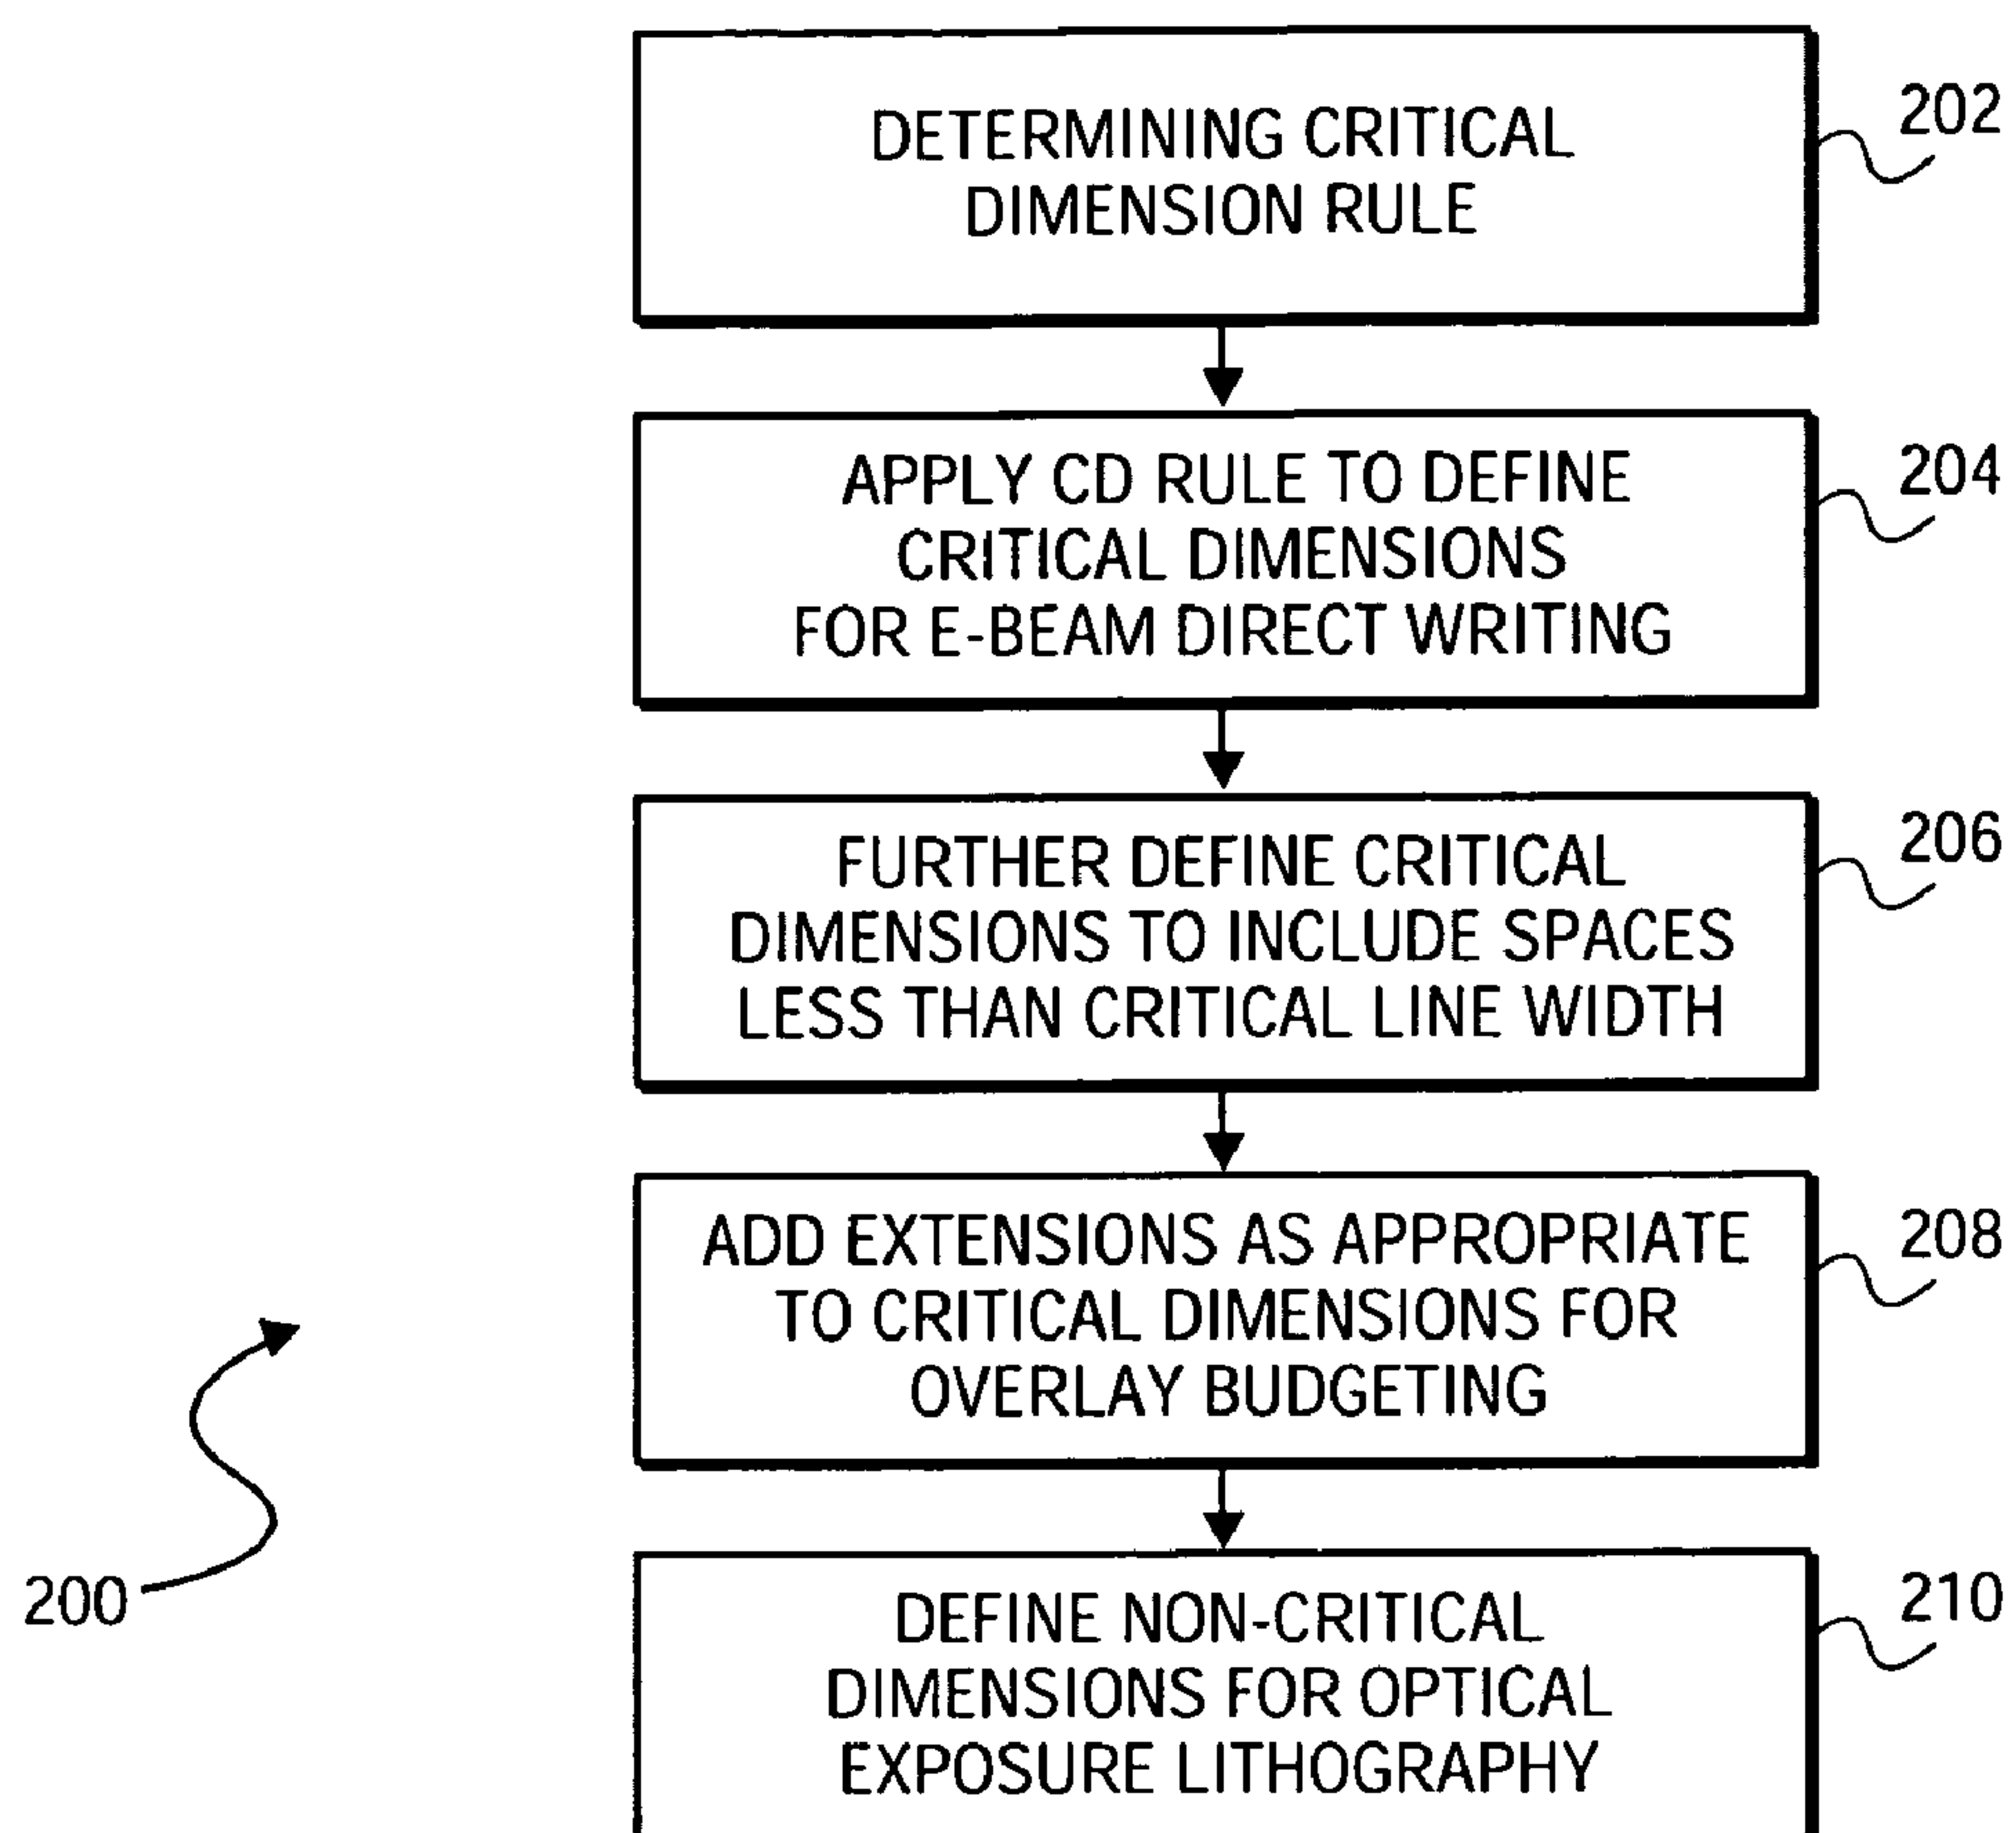 DETERMINING CRITICAL
DIMENSION RULE
202
APPLY CD RULE TO DEFINE
CRITICAL DIMENSIONS
FOR E-BEAM DIRECT WRITING
204
FURTHER DEFINE CRITICAL
DIMENSIONS TO INCLUDE SPACES
LESS THAN CRITICAL LINE WIDTH
206
ADD EXTENSIONS AS APPROPRIATE
TO CRITICAL DIMENSIONS FOR
OVERLAY BUDGETING
208
200
DEFINE NON-CRITICAL
DIMENSIONS FOR OPTICAL
EXPOSURE LITHOGRAPHY
210